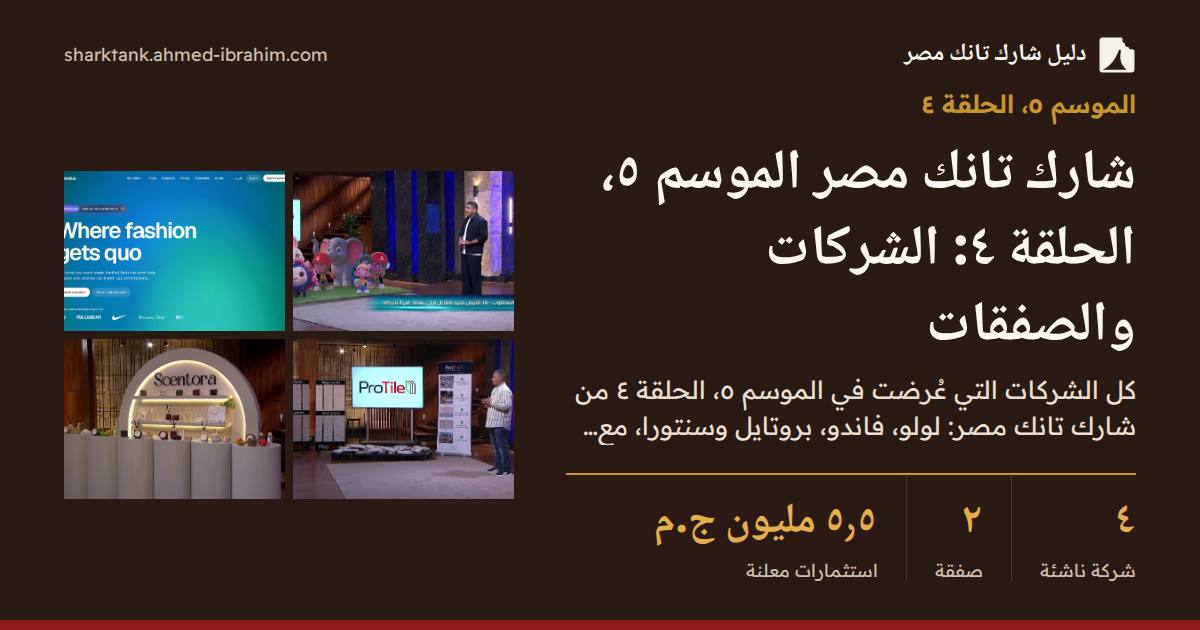 دليل شارك تانك مصر
sharktank.ahmed-ibrahim.com
الموسم ٥، الحلقة ٤
شارك تانك مصر الموسم ٥،
الحلقة ٤: الشركات
والصفقات
كل الشركات التي عُرضت في الموسم ٥، الحلقة ٤ من
شارك تانك مصر: لولو، فاندو، بروتايل وسنتورا، مع...
٤
شركة ناشئة
٢
صفقة
٥٫٥ مليون ج.م
استثمارات معلنة
Where fashion
gets quo
PULL&BEAR
Scentora
ProTile